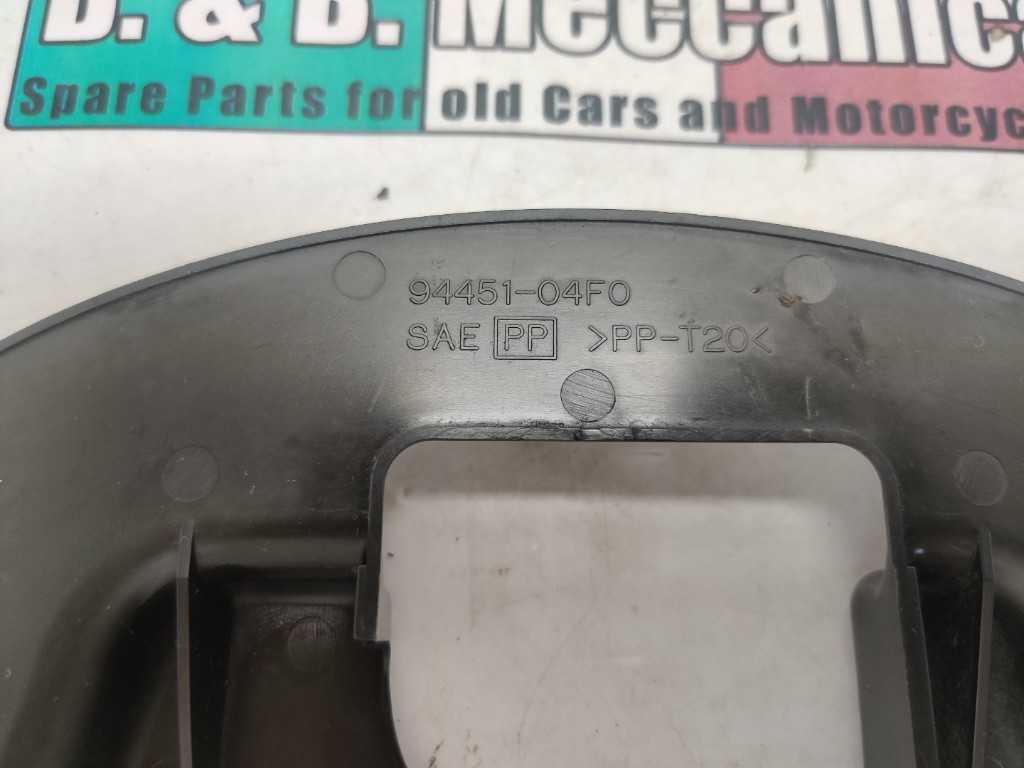 D. & B. Meccanica
Spare Parts for old Cars and Motorcyc
94451-04F0
SAE PP >PP-T20<